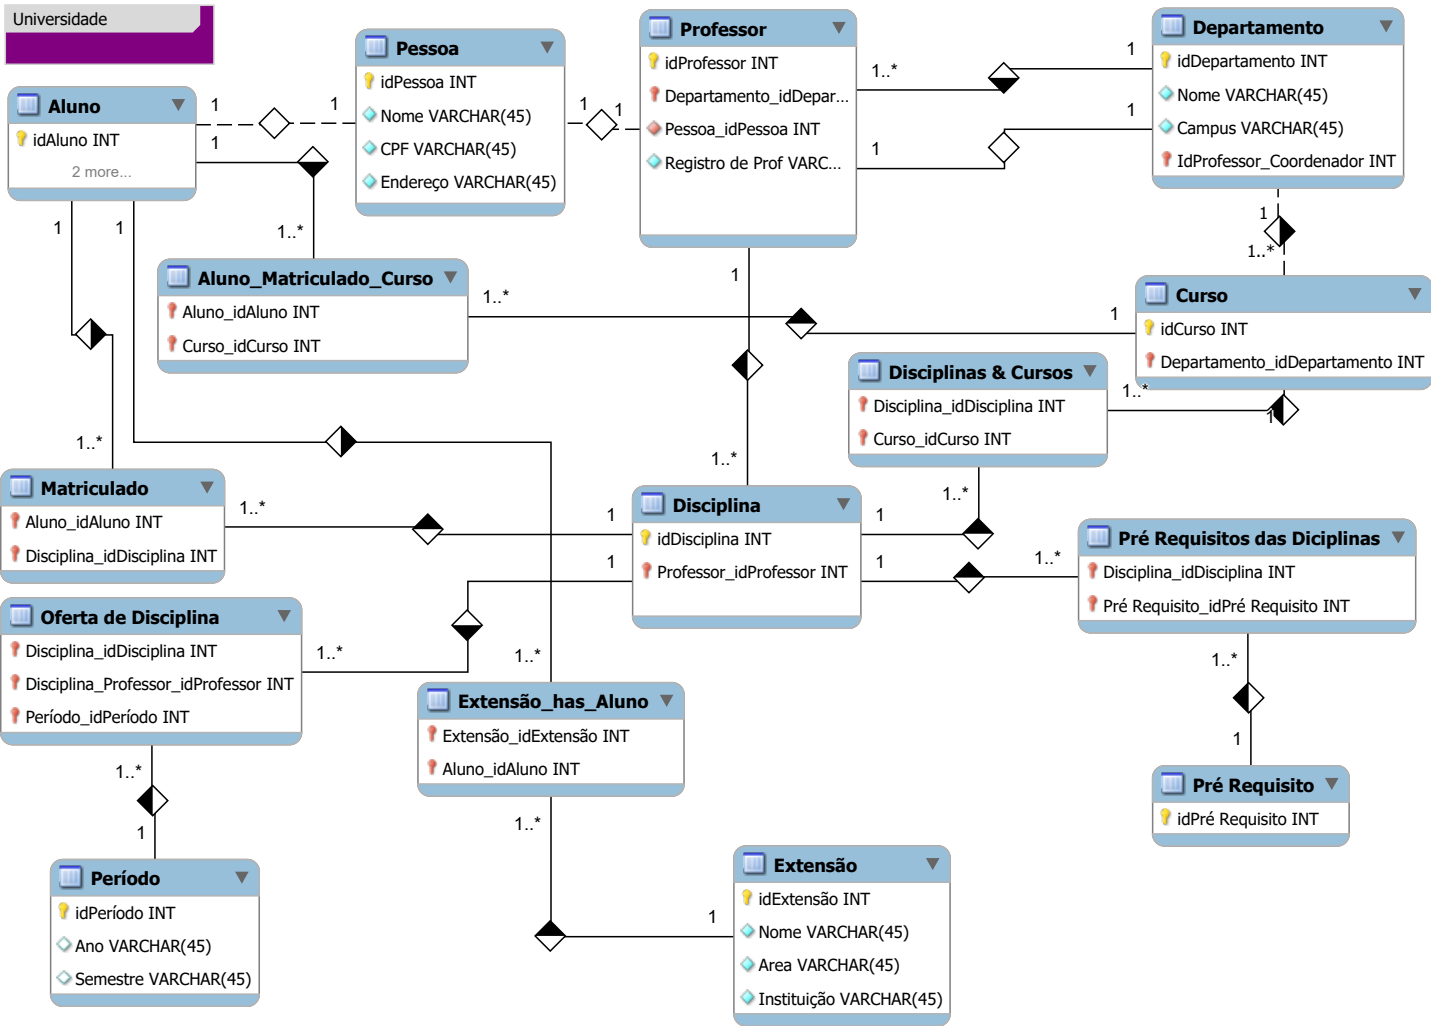 Universidade
Aluno
idAluno INT
2 more...
Pessoa
idPessoa INT
Nome VARCHAR(45)
CPF VARCHAR(45)
Endereço VARCHAR(45)
Professor
idProfessor INT
Departamento_idDepar...
Pessoa_idPessoa INT
Registro de Prof VARC...
Departamento
idDepartamento INT
Nome VARCHAR(45)
Campus VARCHAR(45)
IdProfessor_Coordenador INT
1
1
1
1
1..*
1
1
1
1
1..*
1
1..*
Aluno_Matriculado_Curso
Aluno_idAluno INT
Curso_idCurso INT
1..*
1
Curso
idCurso INT
Departamento_idDepartamento INT
1
1..*
Disciplinas & Cursos
Disciplina_idDisciplina INT
Curso_idCurso INT
1..*
1
1..*
1
1
1..*
Matriculado
Aluno_idAluno INT
Disciplina_idDisciplina INT
1..*
1
Disciplina
idDisciplina INT
Professor_idProfessor INT
1
1
1
1..*
Pré Requisitos das Diciplinas
Disciplina_idDisciplina INT
Pré Requisito_idPré Requisito INT
1..*
1
Pré Requisito
idPré Requisito INT
Oferta de Disciplina
Disciplina_idDisciplina INT
Disciplina_Professor_idProfessor INT
Período_idPeríodo INT
1..*
1..*
1
Período
idPeríodo INT
Ano VARCHAR(45)
Semestre VARCHAR(45)
1..*
Extensão_has_Aluno
Extensão_idExtensão INT
Aluno_idAluno INT
1..*
1
Extensão
idExtensão INT
Nome VARCHAR(45)
Area VARCHAR(45)
Instituição VARCHAR(45)